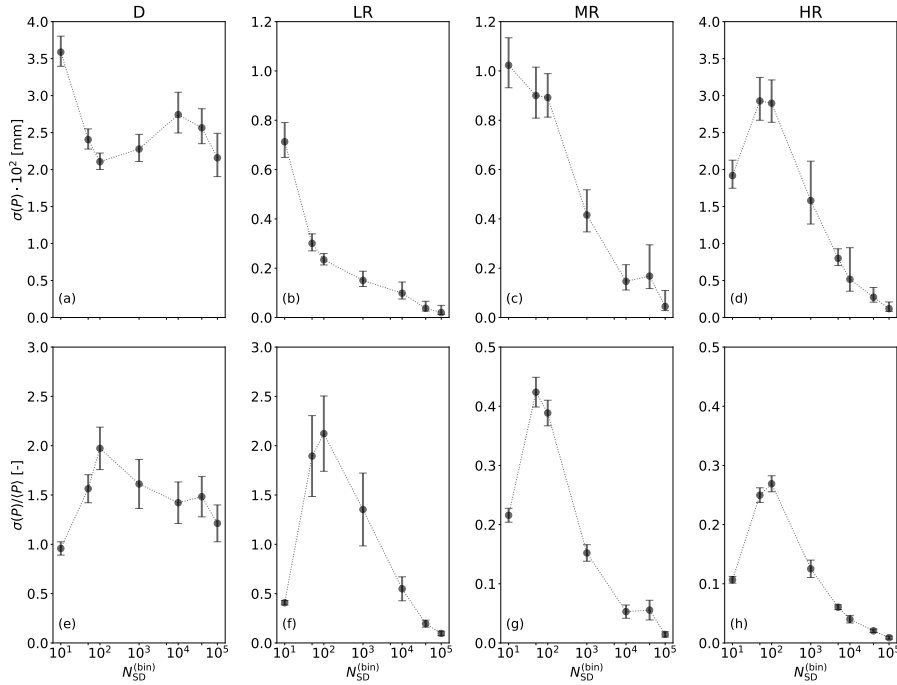 D LR MR HR
4.0 1.2 1.2 4.0
3.5 1.0 1.0 3.5
3.0 3.0
2.5 0.8 0.8 2.5
2.0 0.6 0.6 2.0
1.5 0.4 0.4 1.5
1.0 1.0
0.5 0.2 0.2 0.5
0.0 0.0 0.0 0.0
σ(P) · 10² [mm]
(a) (b) (c) (d)
3.0 3.0 0.5 0.5
2.5 2.5 0.4 0.4
2.0 2.0 0.3 0.3
1.5 1.5
1.0 1.0 0.2 0.2
0.5 0.5 0.1 0.1
0.0 0.0 0.0 0.0
σ(P)/⟨P⟩ [-]
(e) (f) (g) (h)
10¹ 10² 10³ 10⁴ 10⁵ 10¹ 10² 10³ 10⁴ 10⁵ 10¹ 10² 10³ 10⁴ 10⁵ 10¹ 10² 10³ 10⁴ 10⁵
N_SD^(bin) N_SD^(bin) N_SD^(bin) N_SD^(bin)